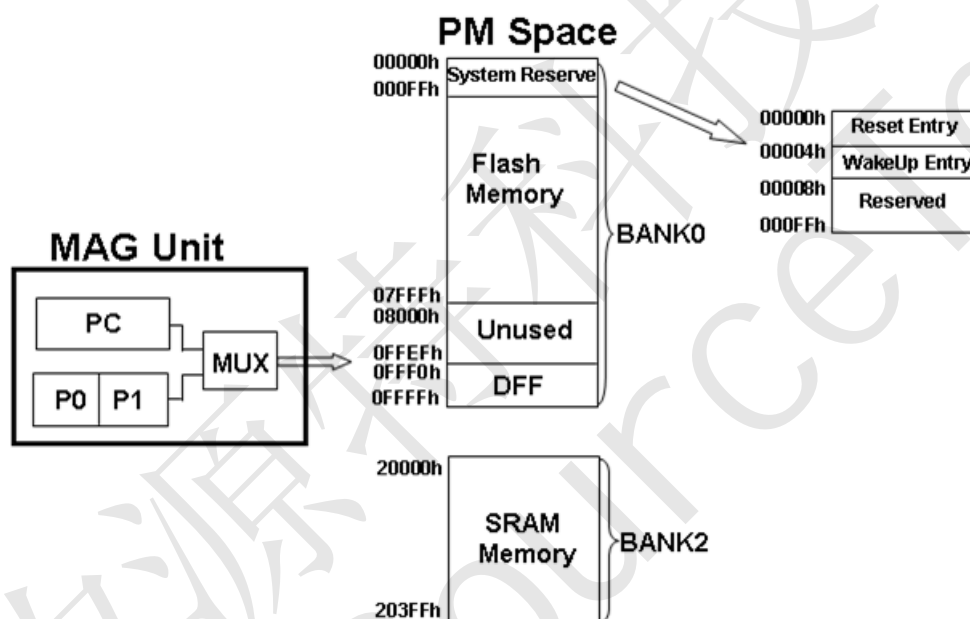 PM Space
00000h
System Reserve
000FFh
Flash
Memory
BANK0
07FFFh
08000h
Unused
0FFEFh
0FFF0h
DFF
0FFFFh
00000h
Reset Entry
00004h
WakeUp Entry
00008h
Reserved
000FFh
MAG Unit
PC
MUX
P0
P1
20000h
SRAM
Memory
BANK2
203FFh